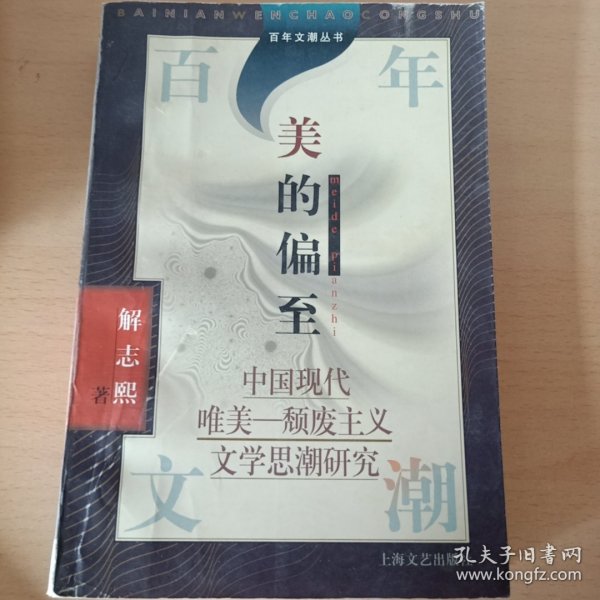 BAINIANWENCHAOCONGSHU
百年文潮丛书
百年
美的偏至
meide pianzhi
解志熙
著
中国现代
唯美—颓废主义
文学思潮研究
文潮
上海文艺出版社
孔夫子旧书网
www.kongfz.com